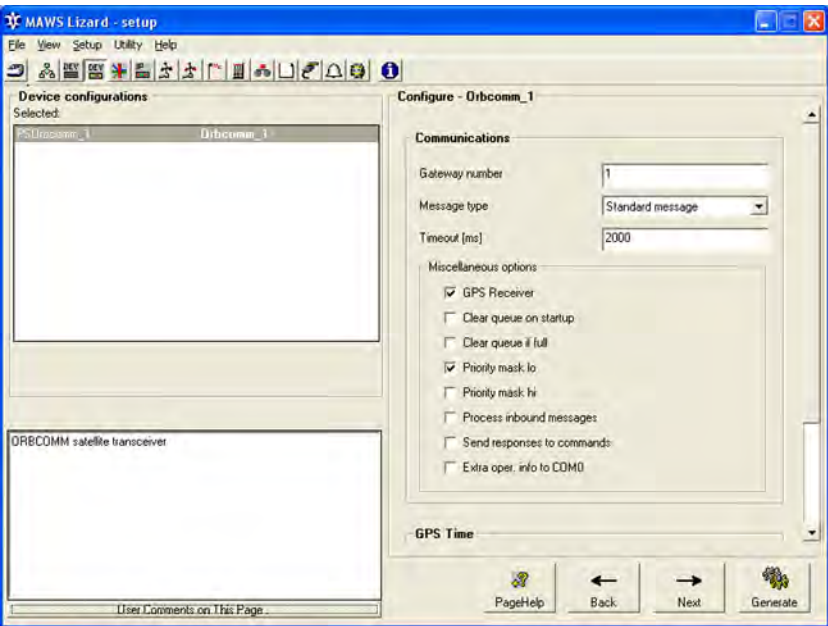 MAWS Lizard - setup
File View Setup Utility Help
DEV DEV
Device configurations
Selected:
PSOrbcomm_1 Orbcomm_1
ORBCOMM satellite transceiver
User Comments on This Page
Configure - Orbcomm_1
Communications
Gateway number 1
Message type Standard message
Timeout [ms] 2000
Miscellaneous options
GPS Receiver
Clear queue on startup
Clear queue if full
Priority mask lo
Priority mask hi
Process inbound messages
Send responses to commands
Extra oper. info to COM0
GPS Time
PageHelp Back Next Generate